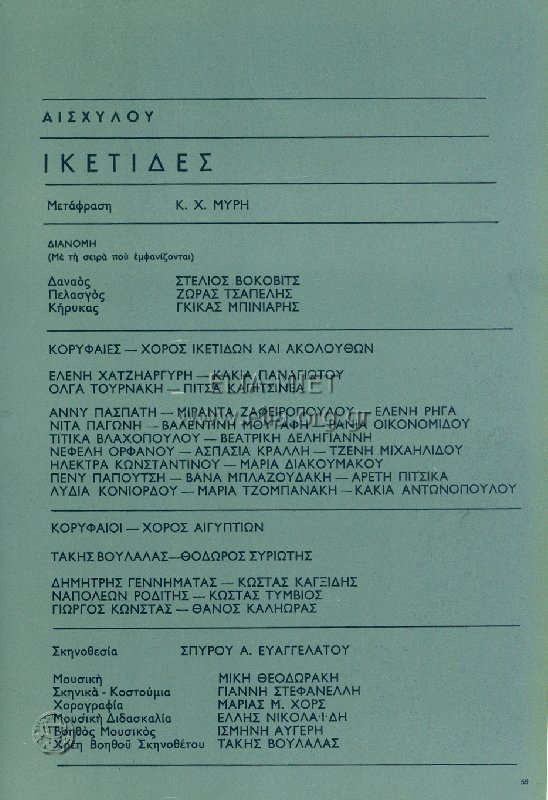 ΑΙΣΧΥΛΟΥ
ΙΚΕΤΙΔΕΣ
Μετάφραση Κ. Χ. ΜΥΡΗ
ΔΙΑΝΟΜΗ
(Μὲ τὴ σειρὰ ποὺ ἐμφανίζονται)
Δαναὸς ΣΤΕΛΙΟΣ ΒΟΚΟΒΙΤΣ
Πελασγὸς ΖΩΡΑΣ ΤΣΑΠΕΛΗΣ
Κήρυκας ΓΚΙΚΑΣ ΜΠΙΝΙΑΡΗΣ
ΚΟΡΥΦΑΙΕΣ — ΧΟΡΟΣ ΙΚΕΤΙΔΩΝ ΚΑΙ ΑΚΟΛΟΥΘΩΝ
ΕΛΕΝΗ ΧΑΤΖΗΑΡΓΥΡΗ — ΚΑΚΙΑ ΠΑΝΑΓΙΩΤΟΥ
ΟΛΓΑ ΤΟΥΡΝΑΚΗ — ΠΙΤΣΑ ΚΑΠΙΤΣΙΝΕΑ
ΑΝΝΥ ΠΑΣΠΑΤΗ — ΜΙΡΑΝΤΑ ΖΑΦΕΙΡΟΠΟΥΛΟΥ — ΕΛΕΝΗ ΡΗΓΑ
ΝΙΤΑ ΠΑΓΩΝΗ — ΒΑΛΕΝΤΙΝΗ ΜΟΥΤΑΦΗ — ΒΑΝΙΑ ΟΙΚΟΝΟΜΙΔΟΥ
ΤΙΤΙΚΑ ΒΛΑΧΟΠΟΥΛΟΥ — ΒΕΑΤΡΙΚΗ ΔΕΛΗΓΙΑΝΝΗ
ΝΕΦΕΛΗ ΟΡΦΑΝΟΥ — ΑΣΠΑΣΙΑ ΚΡΑΛΛΗ — ΤΖΕΝΗ ΜΙΧΑΗΛΙΔΟΥ
ΗΛΕΚΤΡΑ ΚΩΝΣΤΑΝΤΙΝΟΥ — ΜΑΡΙΑ ΔΙΑΚΟΥΜΑΚΟΥ
ΠΕΝΥ ΠΑΠΟΥΤΣΗ — ΒΑΝΑ ΜΠΛΑΖΟΥΔΑΚΗ — ΑΡΕΤΗ ΠΙΤΣΙΚΑ
ΛΥΔΙΑ ΚΟΝΙΟΡΔΟΥ — ΜΑΡΙΑ ΤΖΟΜΠΑΝΑΚΗ — ΚΑΚΙΑ ΑΝΤΩΝΟΠΟΥΛΟΥ
ΚΟΡΥΦΑΙΟΙ — ΧΟΡΟΣ ΑΙΓΥΠΤΙΩΝ
ΤΑΚΗΣ ΒΟΥΛΑΛΑΣ — ΘΟΔΩΡΟΣ ΣΥΡΙΩΤΗΣ
ΔΗΜΗΤΡΗΣ ΓΕΝΝΗΜΑΤΑΣ — ΚΩΣΤΑΣ ΚΑΓΞΙΔΗΣ
ΝΑΠΟΛΕΩΝ ΡΟΔΙΤΗΣ — ΚΩΣΤΑΣ ΤΥΜΒΙΟΣ
ΓΙΩΡΓΟΣ ΚΩΝΣΤΑΣ — ΘΑΝΟΣ ΚΑΛΗΩΡΑΣ
Σκηνοθεσία ΣΠΥΡΟΥ Α. ΕΥΑΓΓΕΛΑΤΟΥ
Μουσικὴ ΜΙΚΗ ΘΕΟΔΩΡΑΚΗ
Σκηνικὰ - Κοστούμια ΓΙΑΝΝΗ ΣΤΕΦΑΝΕΛΛΗ
Χορογραφία ΜΑΡΙΑΣ Μ. ΧΟΡΣ
Μουσικὴ Διδασκαλία ΕΛΛΗΣ ΝΙΚΟΛΑ·Ι·ΔΗ
Βοηθὸς Μουσικὸς ΙΣΜΗΝΗ ΑΥΓΕΡΗ
Χρέη Βοηθοῦ Σκηνοθέτου ΤΑΚΗΣ ΒΟΥΛΑΛΑΣ
59